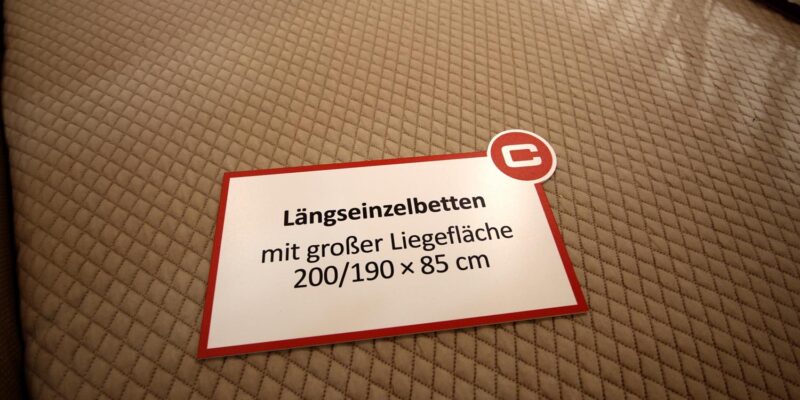 C
Längseinzelbetten
mit großer Liegefläche
200/190 × 85 cm